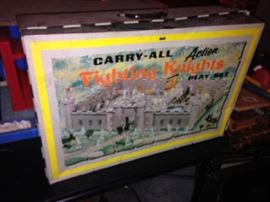 CARRY-ALL Action
Fighting Knights
PLAY SET